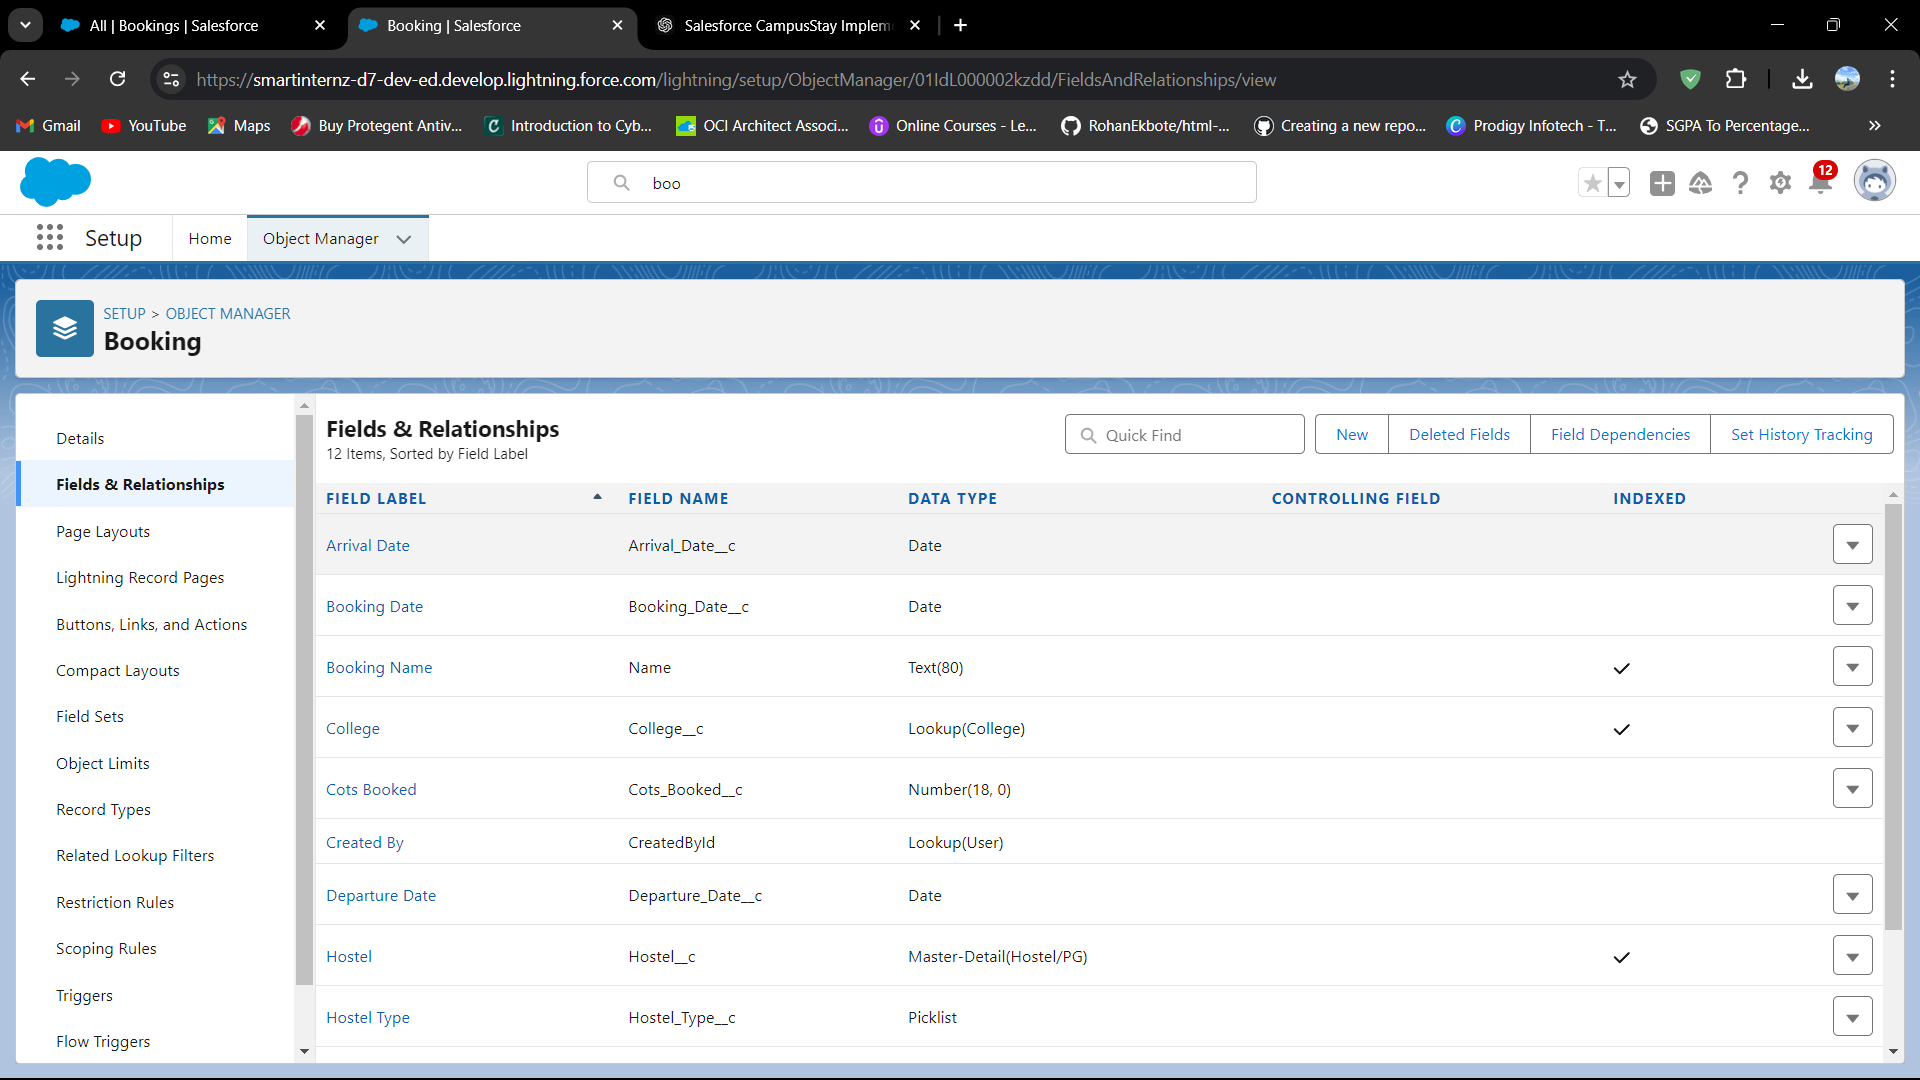 All | Bookings | Salesforce
Booking | Salesforce
Salesforce CampusStay Implem
https://smartinternz-d7-dev-ed.develop.lightning.force.com/lightning/setup/ObjectManager/01IdL000002kzdd/FieldsAndRelationships/view
Gmail YouTube Maps Buy Protegent Antiv... Introduction to Cyb... OCI Architect Associ... Online Courses - Le... RohanEkbote/html-... Creating a new repo... Prodigy Infotech - T... SGPA To Percentage... »
boo
12
Setup Home Object Manager
SETUP > OBJECT MANAGER
Booking
Details
Fields & Relationships
Page Layouts
Lightning Record Pages
Buttons, Links, and Actions
Compact Layouts
Field Sets
Object Limits
Record Types
Related Lookup Filters
Restriction Rules
Scoping Rules
Triggers
Flow Triggers
Fields & Relationships
12 Items, Sorted by Field Label
Quick Find
New Deleted Fields Field Dependencies Set History Tracking
FIELD LABEL FIELD NAME DATA TYPE CONTROLLING FIELD INDEXED
Arrival Date Arrival_Date__c Date
Booking Date Booking_Date__c Date
Booking Name Name Text(80)
College College__c Lookup(College)
Cots Booked Cots_Booked__c Number(18, 0)
Created By CreatedById Lookup(User)
Departure Date Departure_Date__c Date
Hostel Hostel__c Master-Detail(Hostel/PG)
Hostel Type Hostel_Type__c Picklist